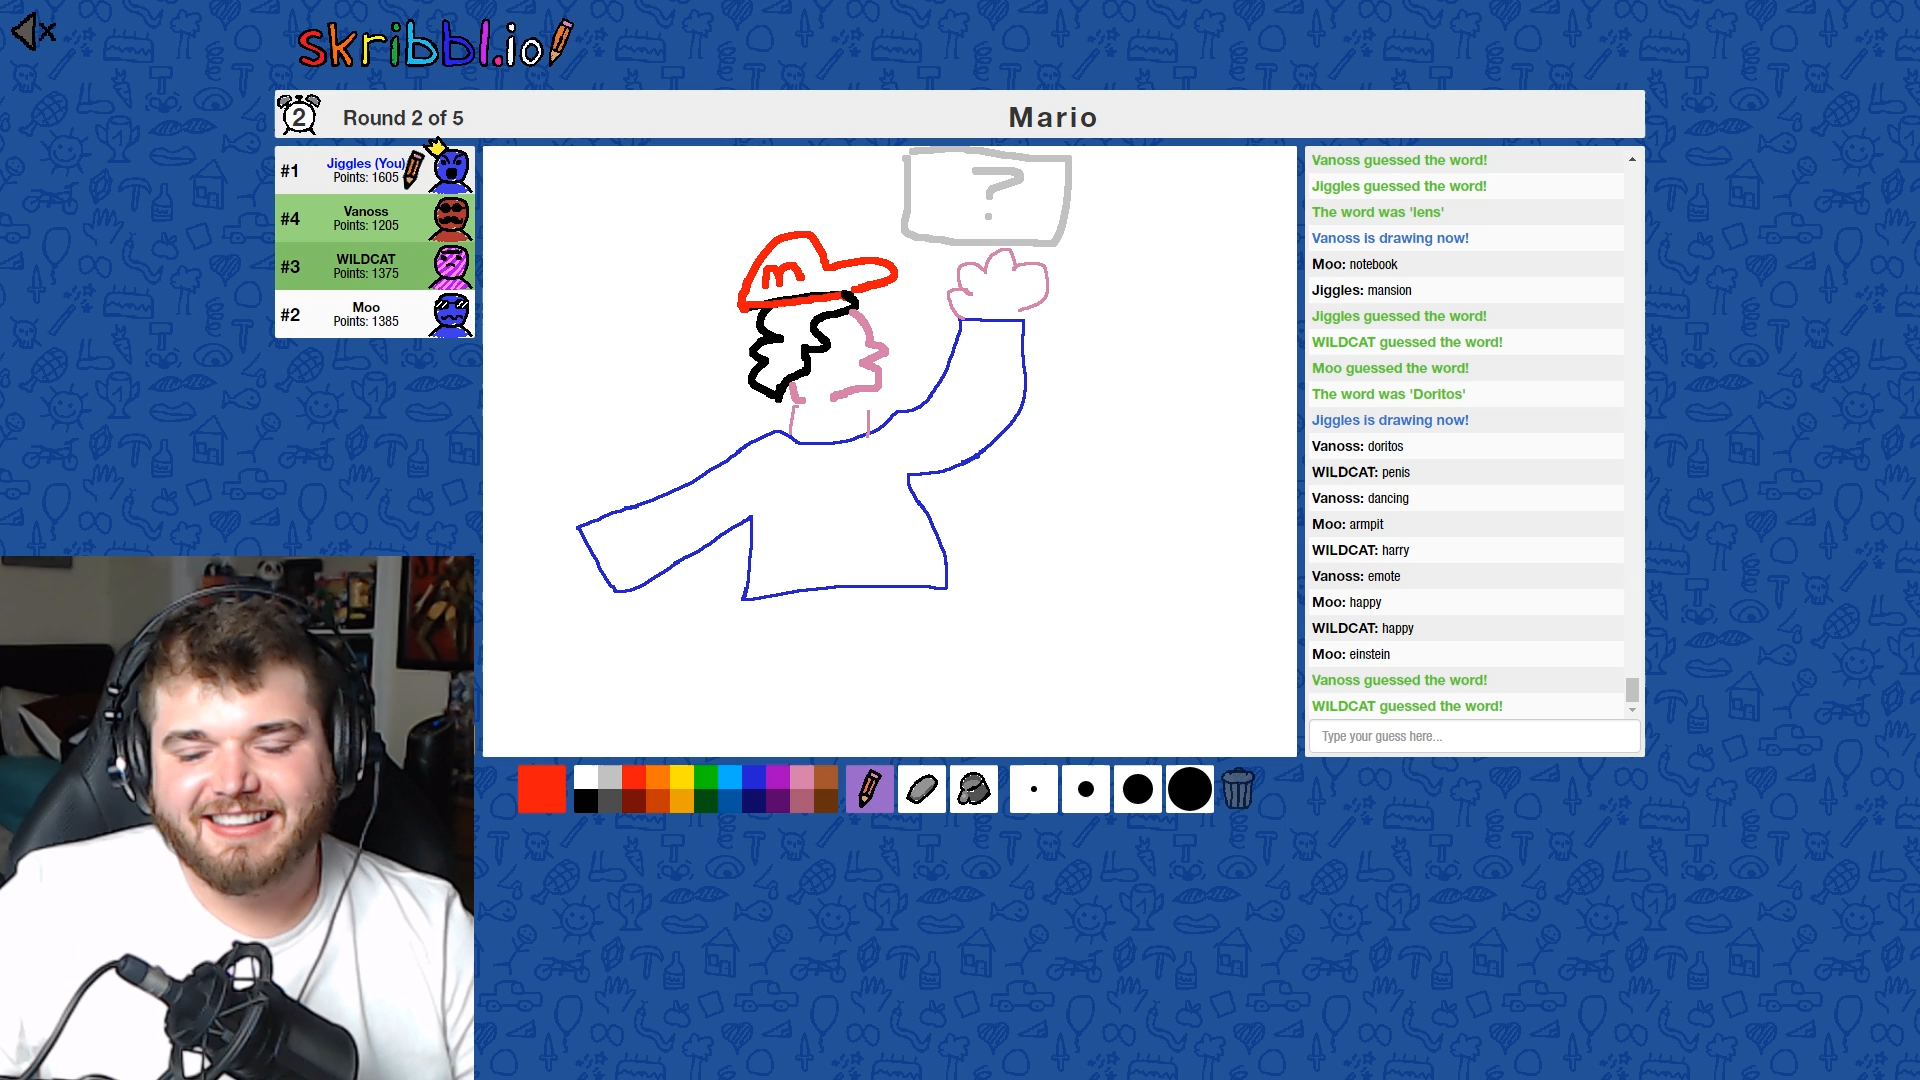 skribbl.io
2
Round 2 of 5
Mario
#1
Jiggles (You)
Points: 1605
#4
Vanoss
Points: 1205
#3
WILDCAT
Points: 1375
#2
Moo
Points: 1385
?
m
Vanoss guessed the word!
Jiggles guessed the word!
The word was 'lens'
Vanoss is drawing now!
Moo: notebook
Jiggles: mansion
Jiggles guessed the word!
WILDCAT guessed the word!
Moo guessed the word!
The word was 'Doritos'
Jiggles is drawing now!
Vanoss: doritos
WILDCAT: penis
Vanoss: dancing
Moo: armpit
WILDCAT: harry
Vanoss: emote
Moo: happy
WILDCAT: happy
Moo: einstein
Vanoss guessed the word!
WILDCAT guessed the word!
Type your guess here...